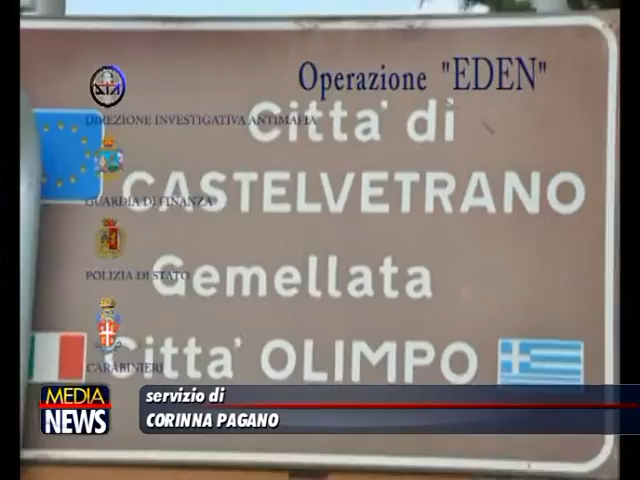 Operazione "EDEN"
DIA
DIREZIONE INVESTIGATIVA ANTIMAFIA
Citta' di
GUARDIA DI FINANZA
CASTELVETRANO
POLIZIA DI STATO
Gemellata
CARABINIERI
Citta' OLIMPO
MEDIA
NEWS
servizio di
CORINNA PAGANO